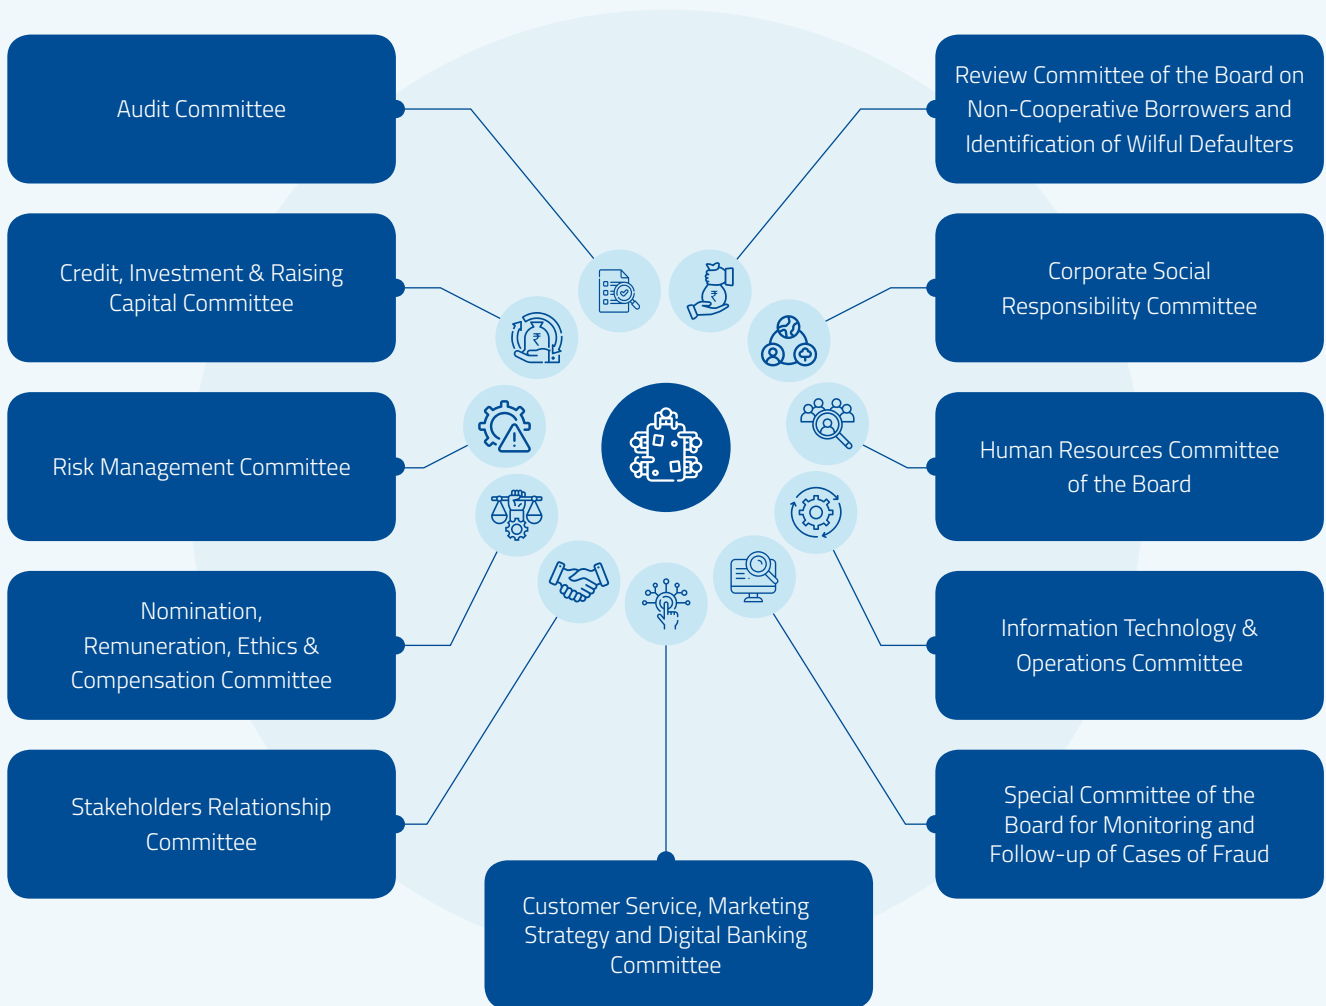 Audit Committee
Credit, Investment & Raising
Capital Committee
Risk Management Committee
Nomination,
Remuneration, Ethics &
Compensation Committee
Stakeholders Relationship
Committee
Customer Service, Marketing
Strategy and Digital Banking
Committee
Review Committee of the Board on
Non-Cooperative Borrowers and
Identification of Wilful Defaulters
Corporate Social
Responsibility Committee
Human Resources Committee
of the Board
Information Technology &
Operations Committee
Special Committee of the
Board for Monitoring and
Follow-up of Cases of Fraud